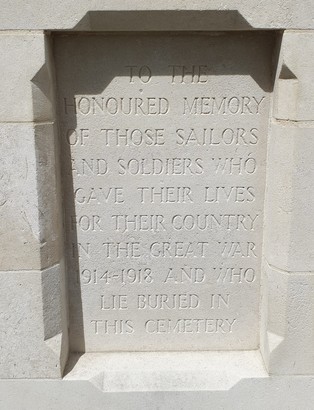 TO THE
HONOURED MEMORY
OF THOSE SAILORS
AND SOLDIERS WHO
GAVE THEIR LIVES
FOR THEIR COUNTRY
IN THE GREAT WAR
1914-1918 AND WHO
LIE BURIED IN
THIS CEMETERY